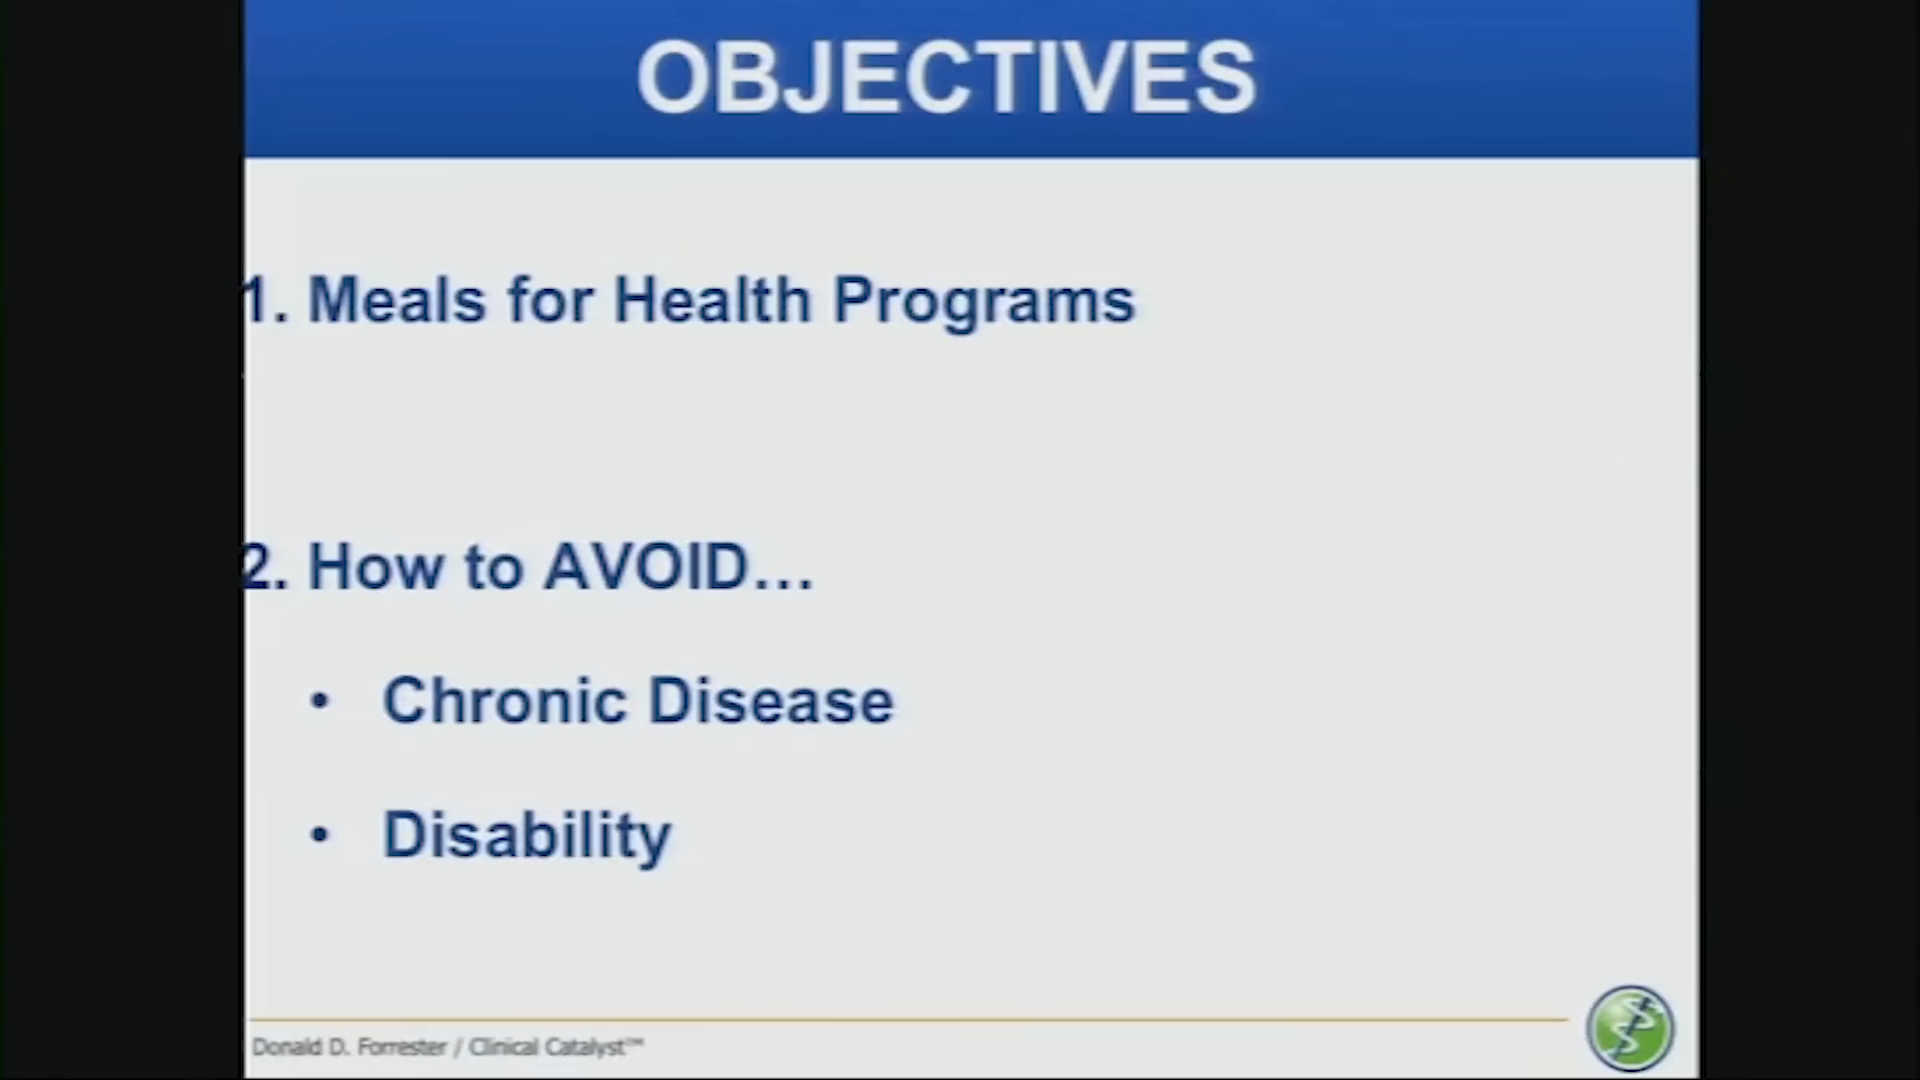 OBJECTIVES
1. Meals for Health Programs
2. How to AVOID…
• Chronic Disease
• Disability
Donald D. Forrester / Clinical Catalyst™